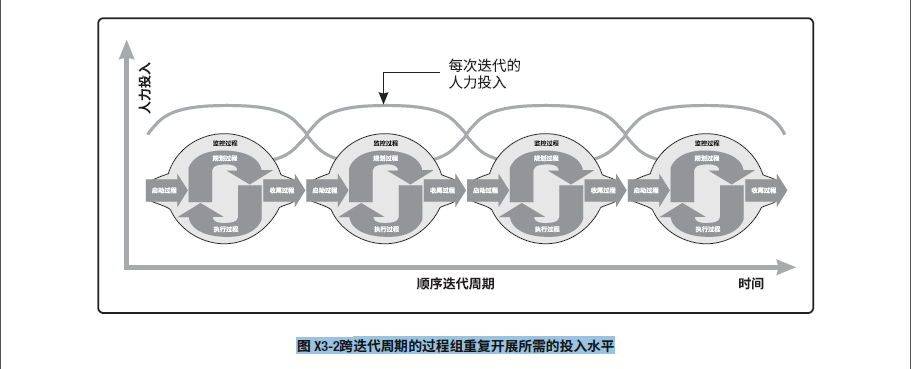 人力投入
每次迭代的
人力投入
监控过程
规划过程
启动过程
收尾过程
执行过程
监控过程
规划过程
启动过程
收尾过程
执行过程
监控过程
规划过程
启动过程
收尾过程
执行过程
监控过程
规划过程
启动过程
收尾过程
执行过程
顺序迭代周期
时间
图 X3-2跨迭代周期的过程组重复开展所需的投入水平